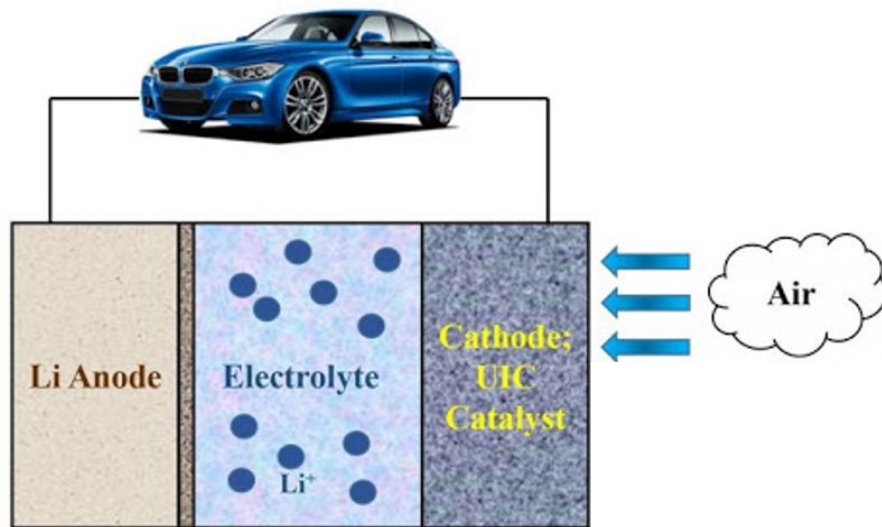 Air
Li Anode
Electrolyte
Cathode;
UIC
Catalyst
Li⁺